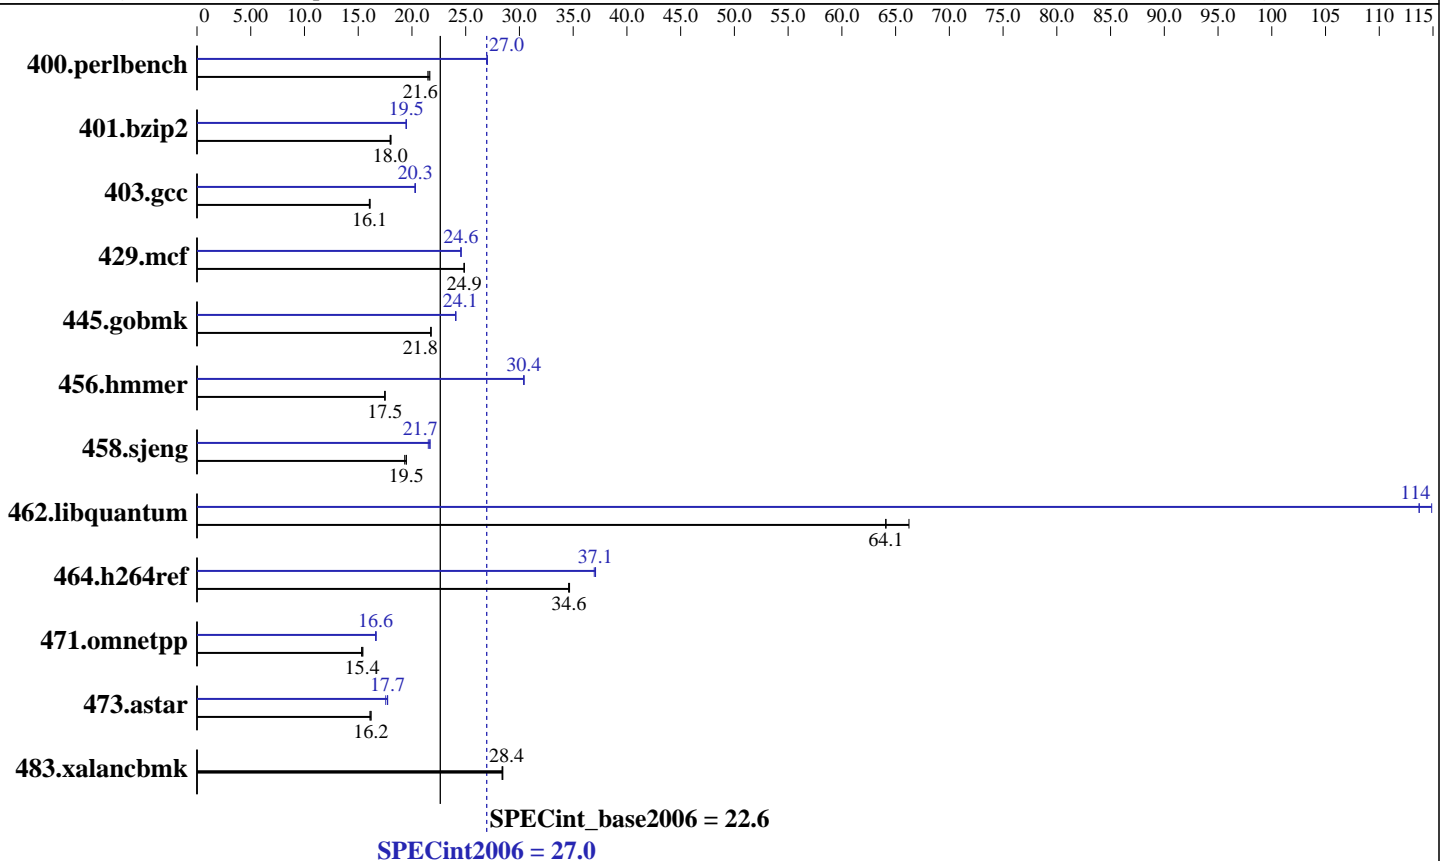 0 5.00 10.0 15.0 20.0 25.0 30.0 35.0 40.0 45.0 50.0 55.0 60.0 65.0 70.0 75.0 80.0 85.0 90.0 95.0 100 105 110 115
27.0
400.perlbench
21.6
19.5
401.bzip2
18.0
20.3
403.gcc
16.1
24.6
429.mcf
24.9
24.1
445.gobmk
21.8
30.4
456.hmmer
17.5
21.7
458.sjeng
19.5
114
462.libquantum
64.1
37.1
464.h264ref
34.6
16.6
471.omnetpp
15.4
17.7
473.astar
16.2
28.4
483.xalancbmk
SPECint_base2006 = 22.6
SPECint2006 = 27.0